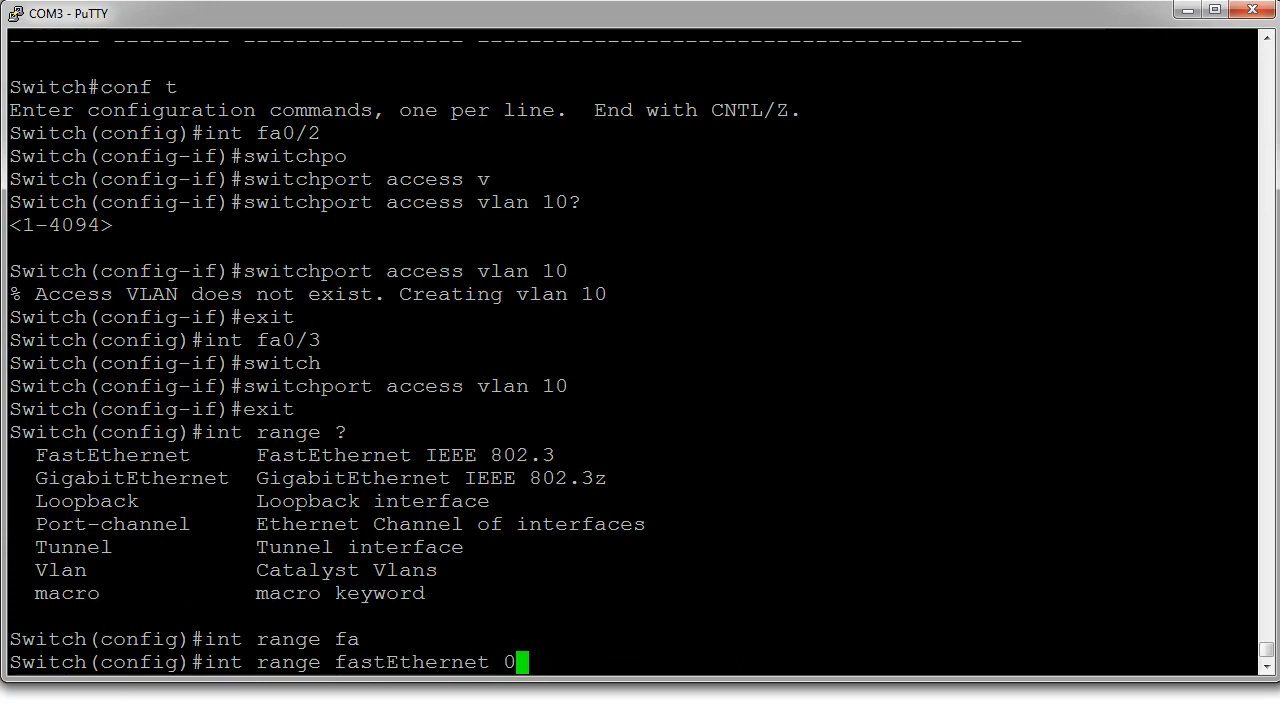 COM3 - PuTTY
------- --------- ----------------- ------------------------------------------
Switch#conf t
Enter configuration commands, one per line.  End with CNTL/Z.
Switch(config)#int fa0/2
Switch(config-if)#switchpo
Switch(config-if)#switchport access v
Switch(config-if)#switchport access vlan 10?
<1-4094>
Switch(config-if)#switchport access vlan 10
% Access VLAN does not exist. Creating vlan 10
Switch(config-if)#exit
Switch(config)#int fa0/3
Switch(config-if)#switch
Switch(config-if)#switchport access vlan 10
Switch(config-if)#exit
Switch(config)#int range ?
  FastEthernet     FastEthernet IEEE 802.3
  GigabitEthernet  GigabitEthernet IEEE 802.3z
  Loopback         Loopback interface
  Port-channel     Ethernet Channel of interfaces
  Tunnel           Tunnel interface
  Vlan             Catalyst Vlans
  macro            macro keyword
Switch(config)#int range fa
Switch(config)#int range fastEthernet 0